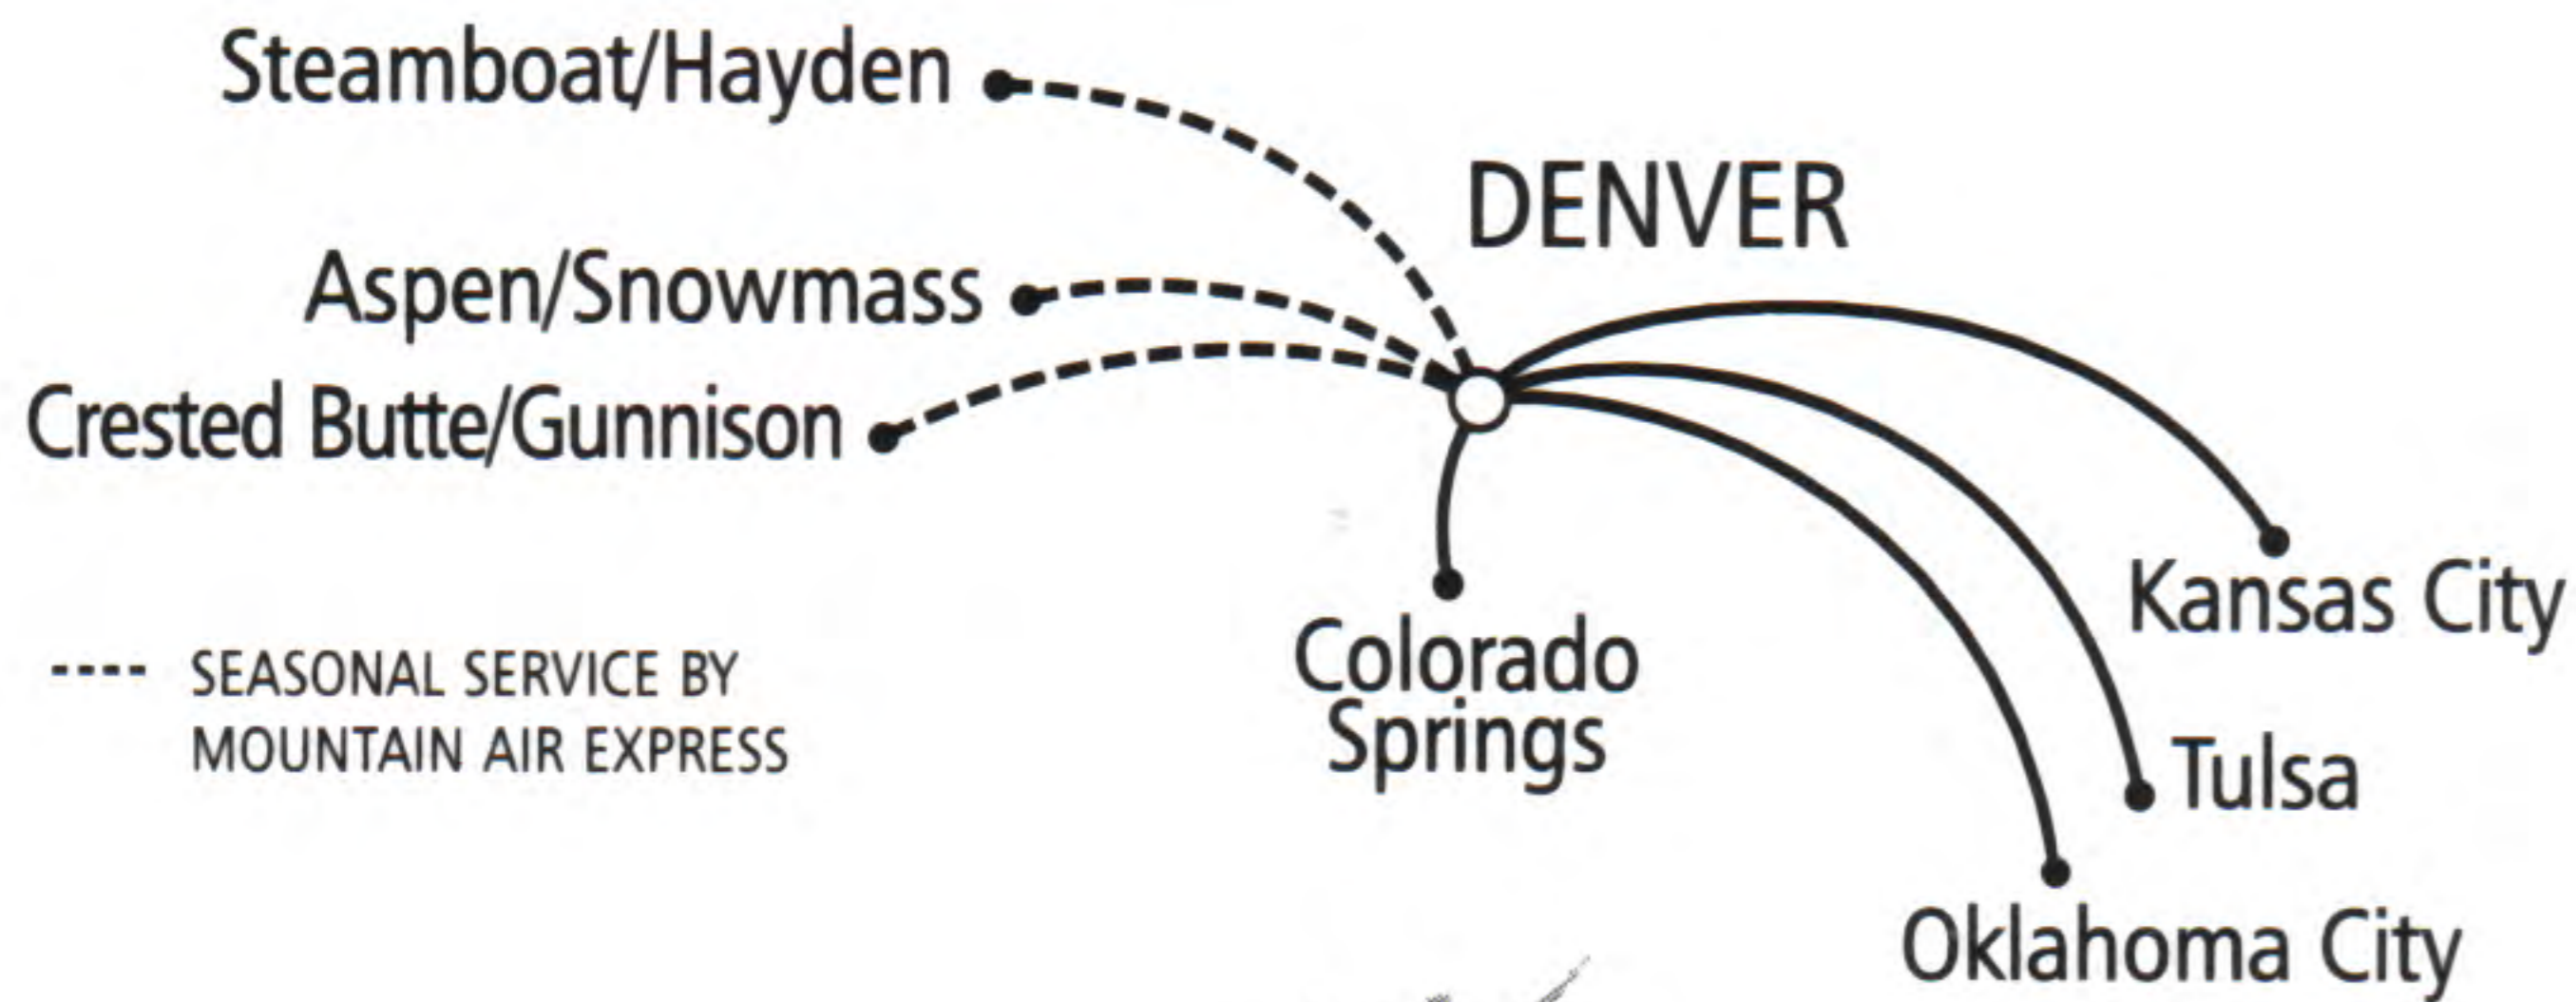 Steamboat/Hayden
DENVER
Aspen/Snowmass
Crested Butte/Gunnison
Kansas City
Colorado
Springs
SEASONAL SERVICE BY
MOUNTAIN AIR EXPRESS
Tulsa
Oklahoma City